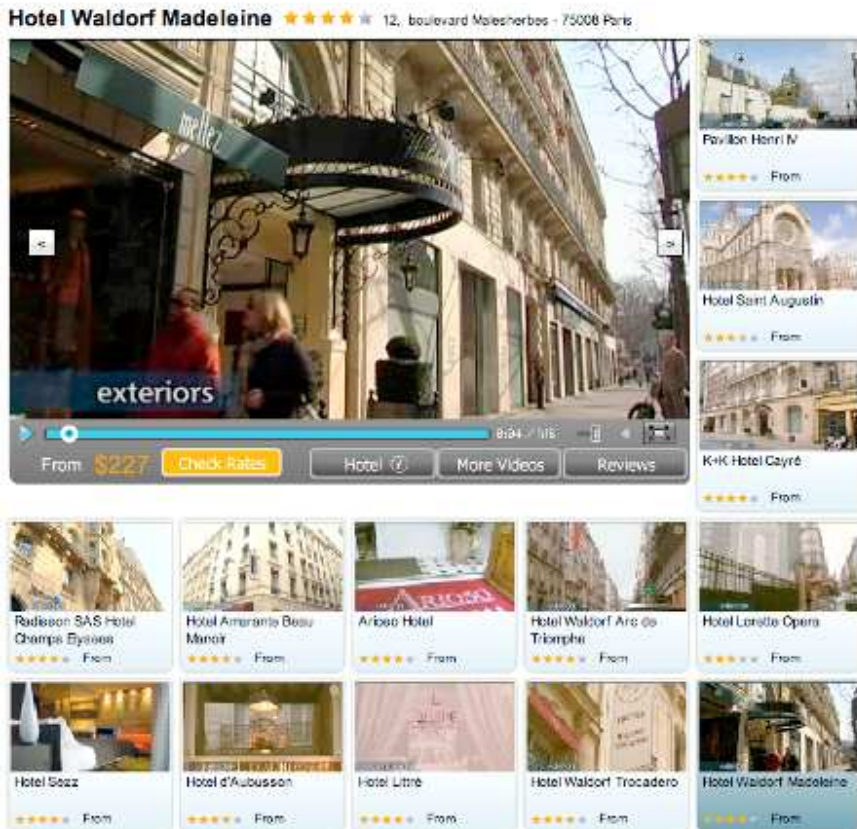 Hotel Waldorf Madeleine 12, boulevard Malesherbes - 75008 Paris
mellez
exteriors
From $227 Check Rates Hotel More Videos Reviews
Pavillon Henri IV
From
Hotel Saint Augustin
From
K+K Hotel Cayré
From
Radisson SAS Hotel
Champs Elysees
From
Hotel Amarante Beau
Manoir
From
Arioso Hotel
From
Hotel Waldorf Arc de
Triomphe
From
Hotel Lorette Opera
From
Hotel Sezz
From
Hotel d'Aubusson
From
Hotel Littré
From
Hotel Waldorf Trocadero
From
Hotel Waldorf Madeleine
From